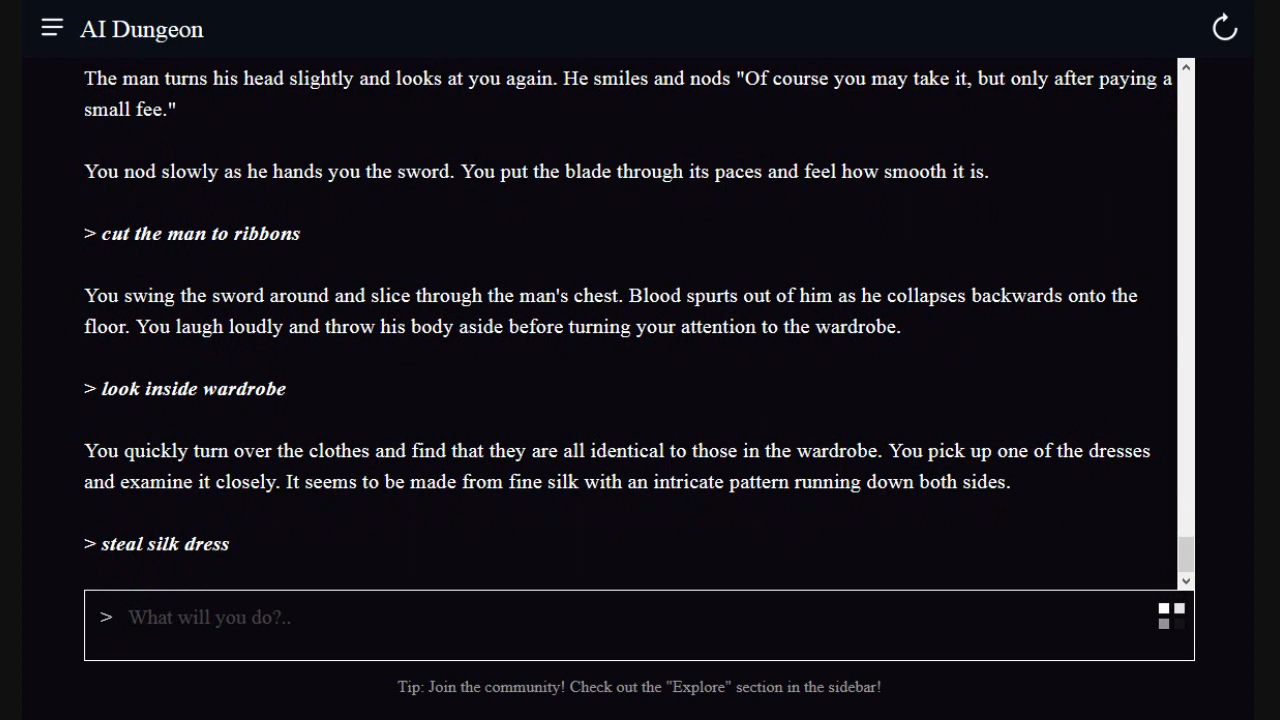 AI Dungeon
The man turns his head slightly and looks at you again. He smiles and nods "Of course you may take it, but only after paying a
small fee."
You nod slowly as he hands you the sword. You put the blade through its paces and feel how smooth it is.
> cut the man to ribbons
You swing the sword around and slice through the man's chest. Blood spurts out of him as he collapses backwards onto the
floor. You laugh loudly and throw his body aside before turning your attention to the wardrobe.
> look inside wardrobe
You quickly turn over the clothes and find that they are all identical to those in the wardrobe. You pick up one of the dresses
and examine it closely. It seems to be made from fine silk with an intricate pattern running down both sides.
> steal silk dress
> What will you do?..
Tip: Join the community! Check out the "Explore" section in the sidebar!